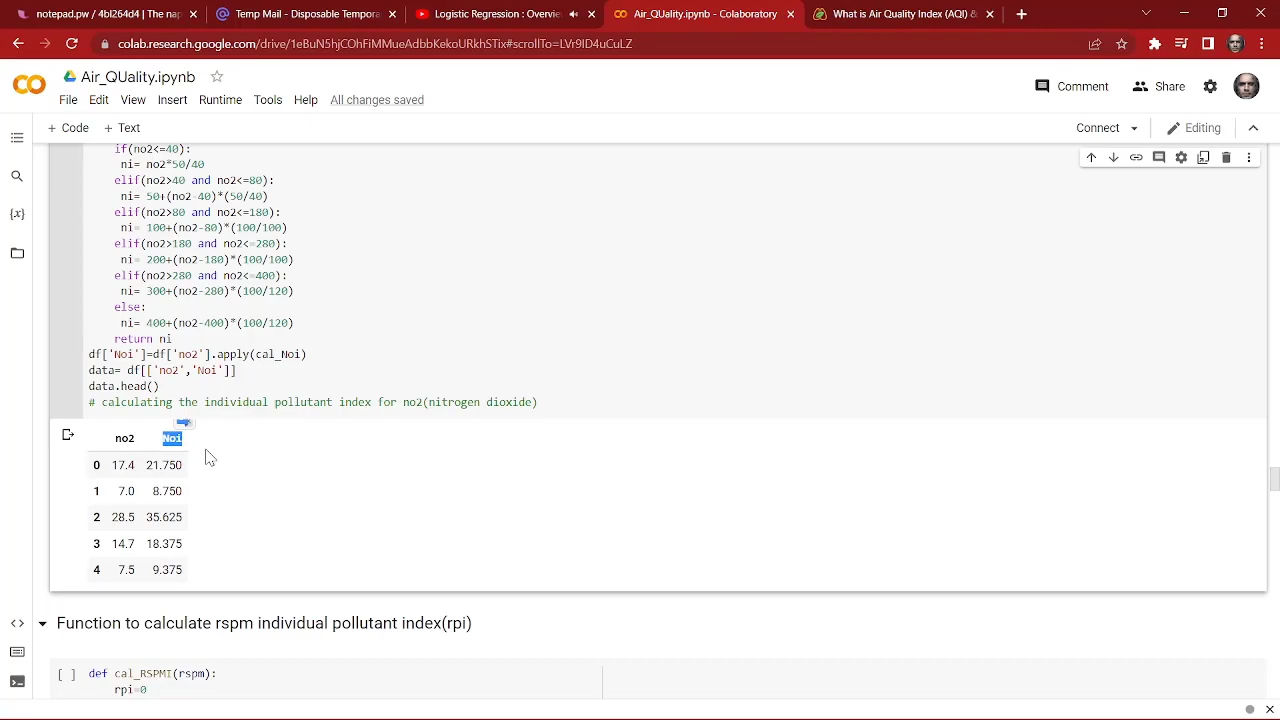 notepad.pw / 4bl264d4 | The nap
Temp Mail - Disposable Tempora
Logistic Regression : Overvie
Air_QUality.ipynb - Colaboratory
What is Air Quality Index (AQI) &
colab.research.google.com/drive/1eBuN5hjCOhFiMMueAdbbKekoURkhSTix#scrollTo=LVr9ID4uCuLZ
Air_QUality.ipynb
File Edit View Insert Runtime Tools Help All changes saved
Comment Share
+ Code + Text
Connect Editing
if(no2<=40):
ni= no2*50/40
elif(no2>40 and no2<=80):
ni= 50+(no2-40)*(50/40)
elif(no2>80 and no2<=180):
ni= 100+(no2-80)*(100/100)
elif(no2>180 and no2<=280):
ni= 200+(no2-180)*(100/100)
elif(no2>280 and no2<=400):
ni= 300+(no2-280)*(100/120)
else:
ni= 400+(no2-400)*(100/120)
return ni
df['Noi']=df['no2'].apply(cal_Noi)
data= df[['no2','Noi']]
data.head()
# calculating the individual pollutant index for no2(nitrogen dioxide)
no2 Noi
0 17.4 21.750
1 7.0 8.750
2 28.5 35.625
3 14.7 18.375
4 7.5 9.375
Function to calculate rspm individual pollutant index(rpi)
[ ] def cal_RSPMI(rspm):
rpi=0